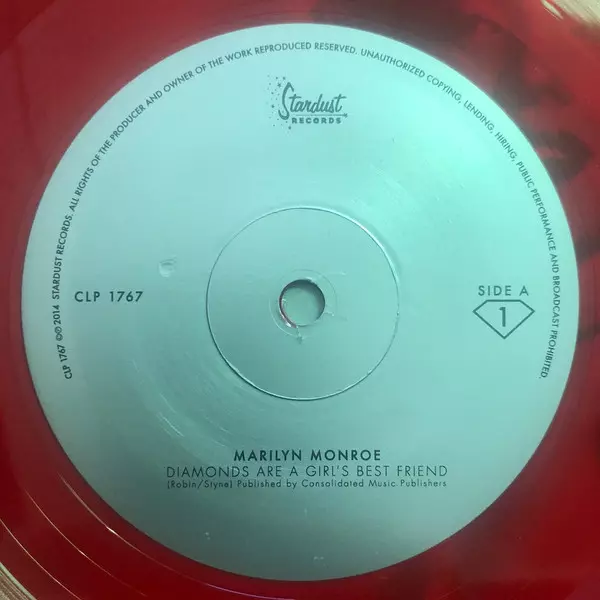 CLP 1767 ©℗ 2014 STARDUST RECORDS. ALL RIGHTS OF THE PRODUCER AND OWNER OF THE WORK REPRODUCED RESERVED. UNAUTHORIZED COPYING, LENDING, HIRING, PUBLIC PERFORMANCE AND BROADCAST PROHIBITED.
Stardust
RECORDS
CLP 1767
SIDE A
1
MARILYN MONROE
DIAMONDS ARE A GIRL'S BEST FRIEND
(Robin/Styne) Published by Consolidated Music Publishers